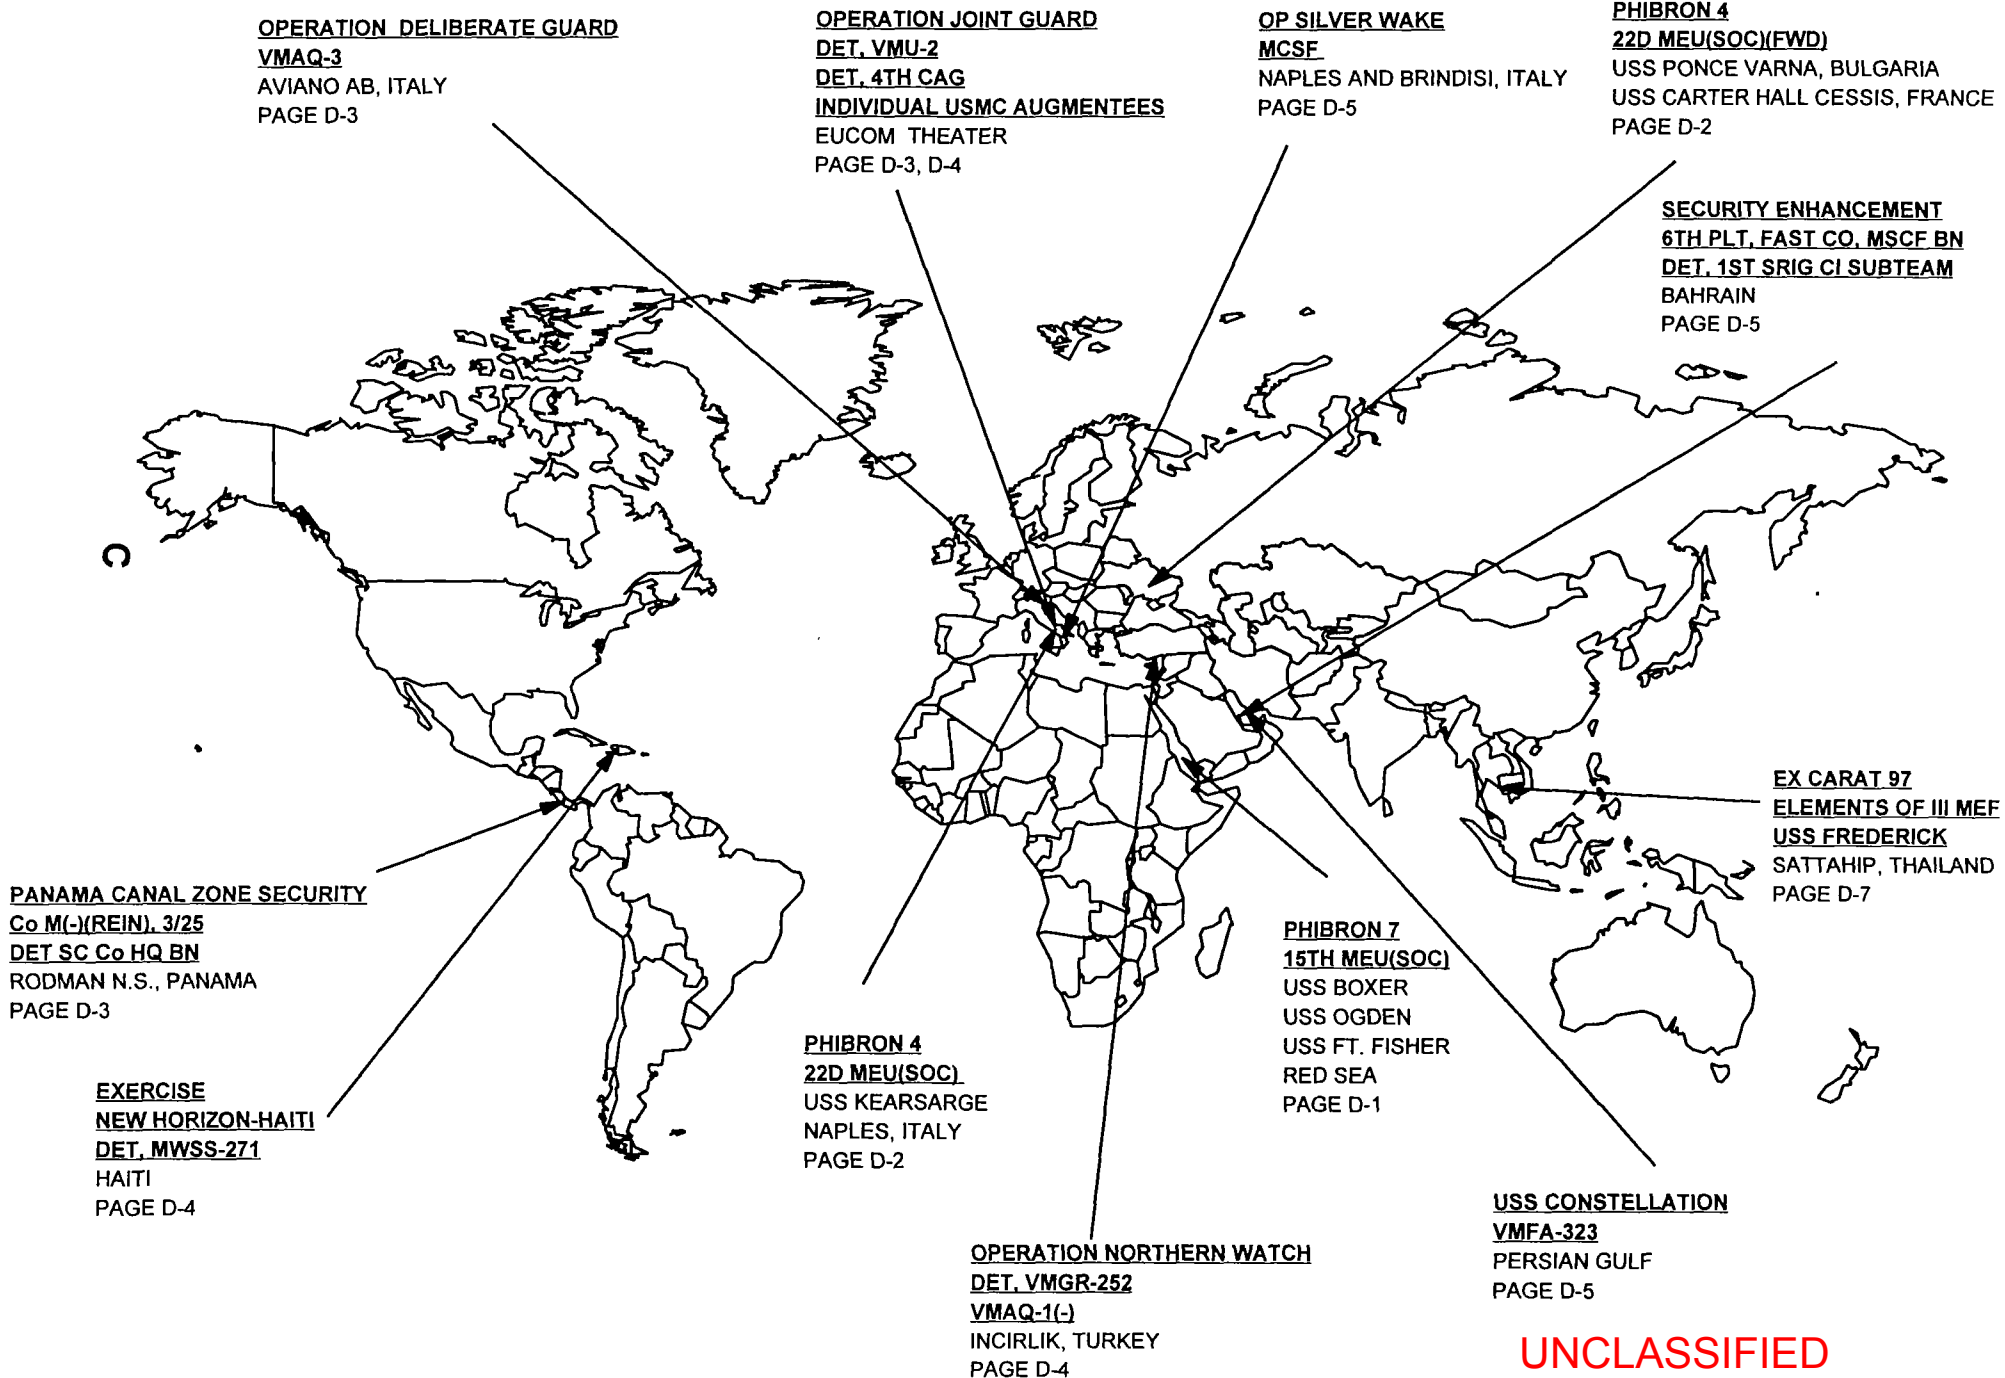 OPERATION DELIBERATE GUARD
VMAQ-3
AVIANO AB, ITALY
PAGE D-3
OPERATION JOINT GUARD
DET, VMU-2
DET, 4TH CAG
INDIVIDUAL USMC AUGMENTEES
EUCOM THEATER
PAGE D-3, D-4
OP SILVER WAKE
MCSF
NAPLES AND BRINDISI, ITALY
PAGE D-5
PHIBRON 4
22D MEU(SOC)(FWD)
USS PONCE VARNA, BULGARIA
USS CARTER HALL CESSIS, FRANCE
PAGE D-2
SECURITY ENHANCEMENT
6TH PLT, FAST CO, MSCF BN
DET, 1ST SRIG CI SUBTEAM
BAHRAIN
PAGE D-5
C
EX CARAT 97
ELEMENTS OF III MEF
USS FREDERICK
SATTAHIP, THAILAND
PAGE D-7
PANAMA CANAL ZONE SECURITY
Co M(-)(REIN), 3/25
DET SC Co HQ BN
RODMAN N.S., PANAMA
PAGE D-3
EXERCISE
NEW HORIZON-HAITI
DET, MWSS-271
HAITI
PAGE D-4
PHIBRON 4
22D MEU(SOC)
USS KEARSARGE
NAPLES, ITALY
PAGE D-2
PHIBRON 7
15TH MEU(SOC)
USS BOXER
USS OGDEN
USS FT. FISHER
RED SEA
PAGE D-1
OPERATION NORTHERN WATCH
DET, VMGR-252
VMAQ-1(-)
INCIRLIK, TURKEY
PAGE D-4
USS CONSTELLATION
VMFA-323
PERSIAN GULF
PAGE D-5
UNCLASSIFIED